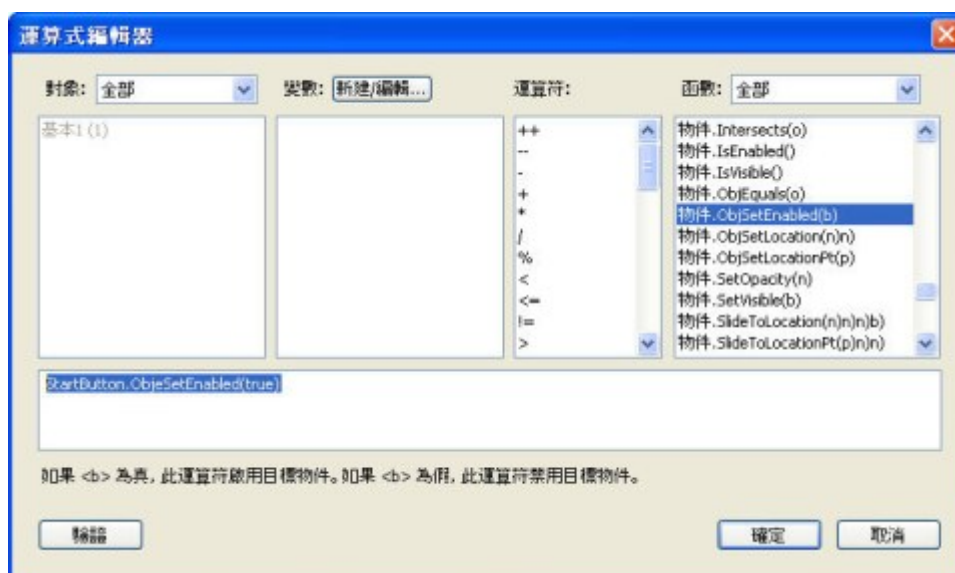 運算式編輯器
對象: 全部 變數: 新建/編輯... 運算符: 函數: 全部
基本1 (1)
++
--
-
+
*
/
%
<
<=
!=
>
物件.Intersects(o)
物件.IsEnabled()
物件.IsVisible()
物件.ObjEquals(o)
物件.ObjSetEnabled(b)
物件.ObjSetLocation(n)n)
物件.ObjSetLocationPt(p)
物件.SetOpacity(n)
物件.SetVisible(b)
物件.SlideToLocation(n)n)n)b)
物件.SlideToLocationPt(p)n)n)
StartButton.ObjeSetEnabled(true)
如果 <b> 為真, 此運算符啟用目標物件。如果 <b> 為假, 此運算符禁用目標物件。
驗證 確定 取消